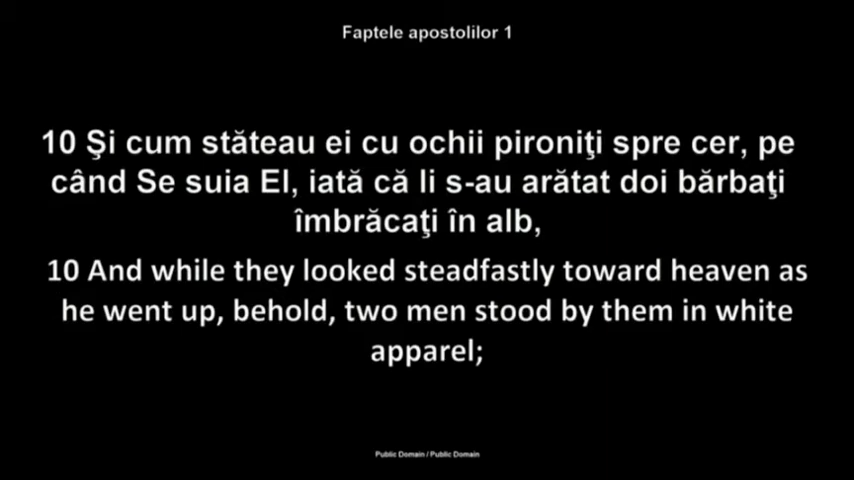 Faptele apostolilor 1
10 Şi cum stăteau ei cu ochii pironiţi spre cer, pe
când Se suia El, iată că li s-au arătat doi bărbaţi
îmbrăcaţi în alb,
10 And while they looked steadfastly toward heaven as
he went up, behold, two men stood by them in white
apparel;
Public Domain / Public Domain